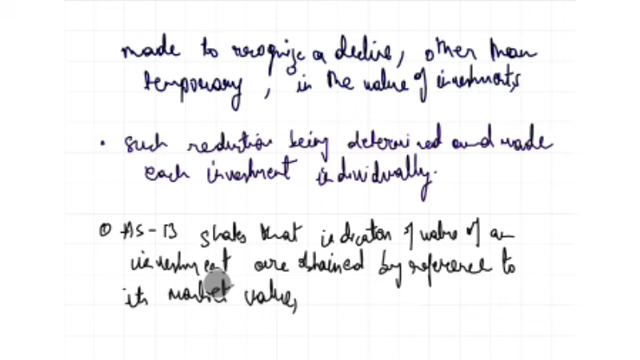 made to recognize a decline, other than
temporary, in the value of investments
• such reduction being determined and made
each investment individually.
① AS-13 states that indicators of value of an
investment are obtained by reference to
its market value,